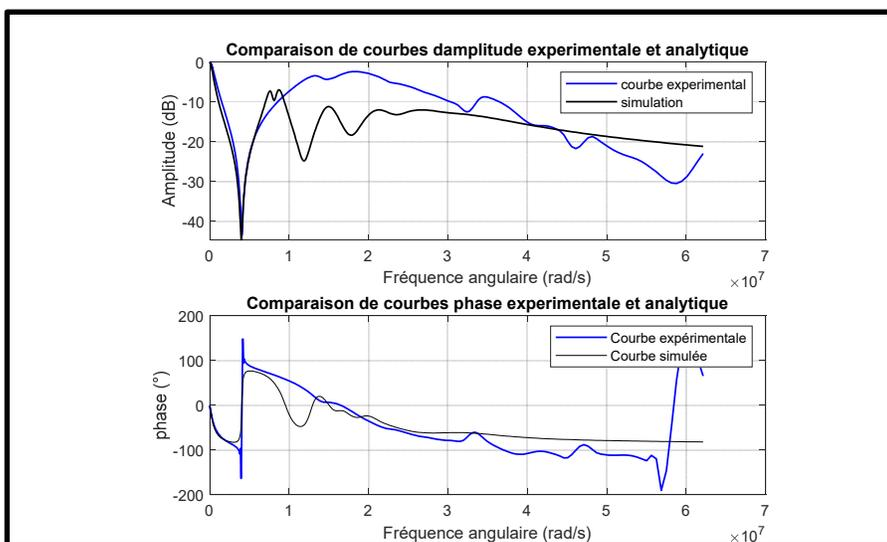 Comparaison de courbes damplitude experimentale et analytique
0
-10
-20
-30
-40
Amplitude (dB)
courbe experimental
simulation
0 1 2 3 4 5 6 7
Fréquence angulaire (rad/s)
×10^7
Comparaison de courbes phase experimentale et analytique
200
100
0
-100
-200
phase (°)
Courbe expérimentale
Courbe simulée
0 1 2 3 4 5 6 7
Fréquence angulaire (rad/s)
×10^7